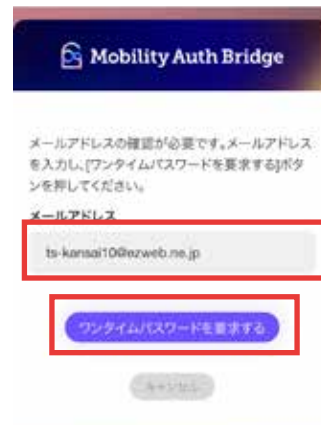 Mobility Auth Bridge
メールアドレスの確認が必要です。メールアドレス
を入力し、[ワンタイムパスワードを要求する]ボタ
ンを押してください。
メールアドレス
ts-kansai10@ezweb.ne.jp
ワンタイムパスワードを要求する
キャンセル